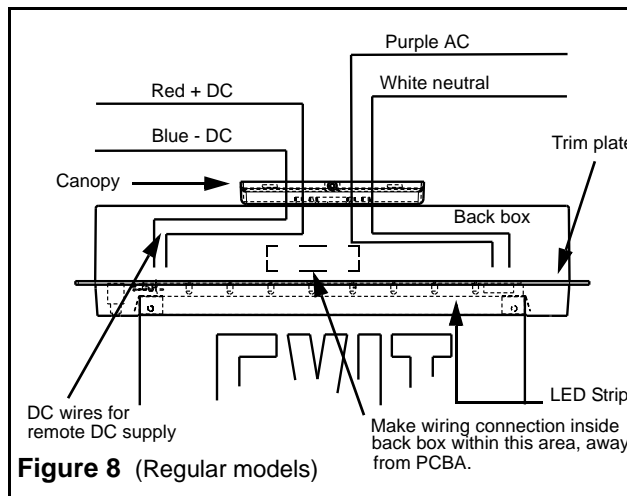 Purple AC
Red + DC
White neutral
Blue - DC
Trim plate
Canopy
Back box
LED Strip
DC wires for
remote DC supply
Make wiring connection inside
back box within this area, away
from PCBA.
Figure 8 (Regular models)